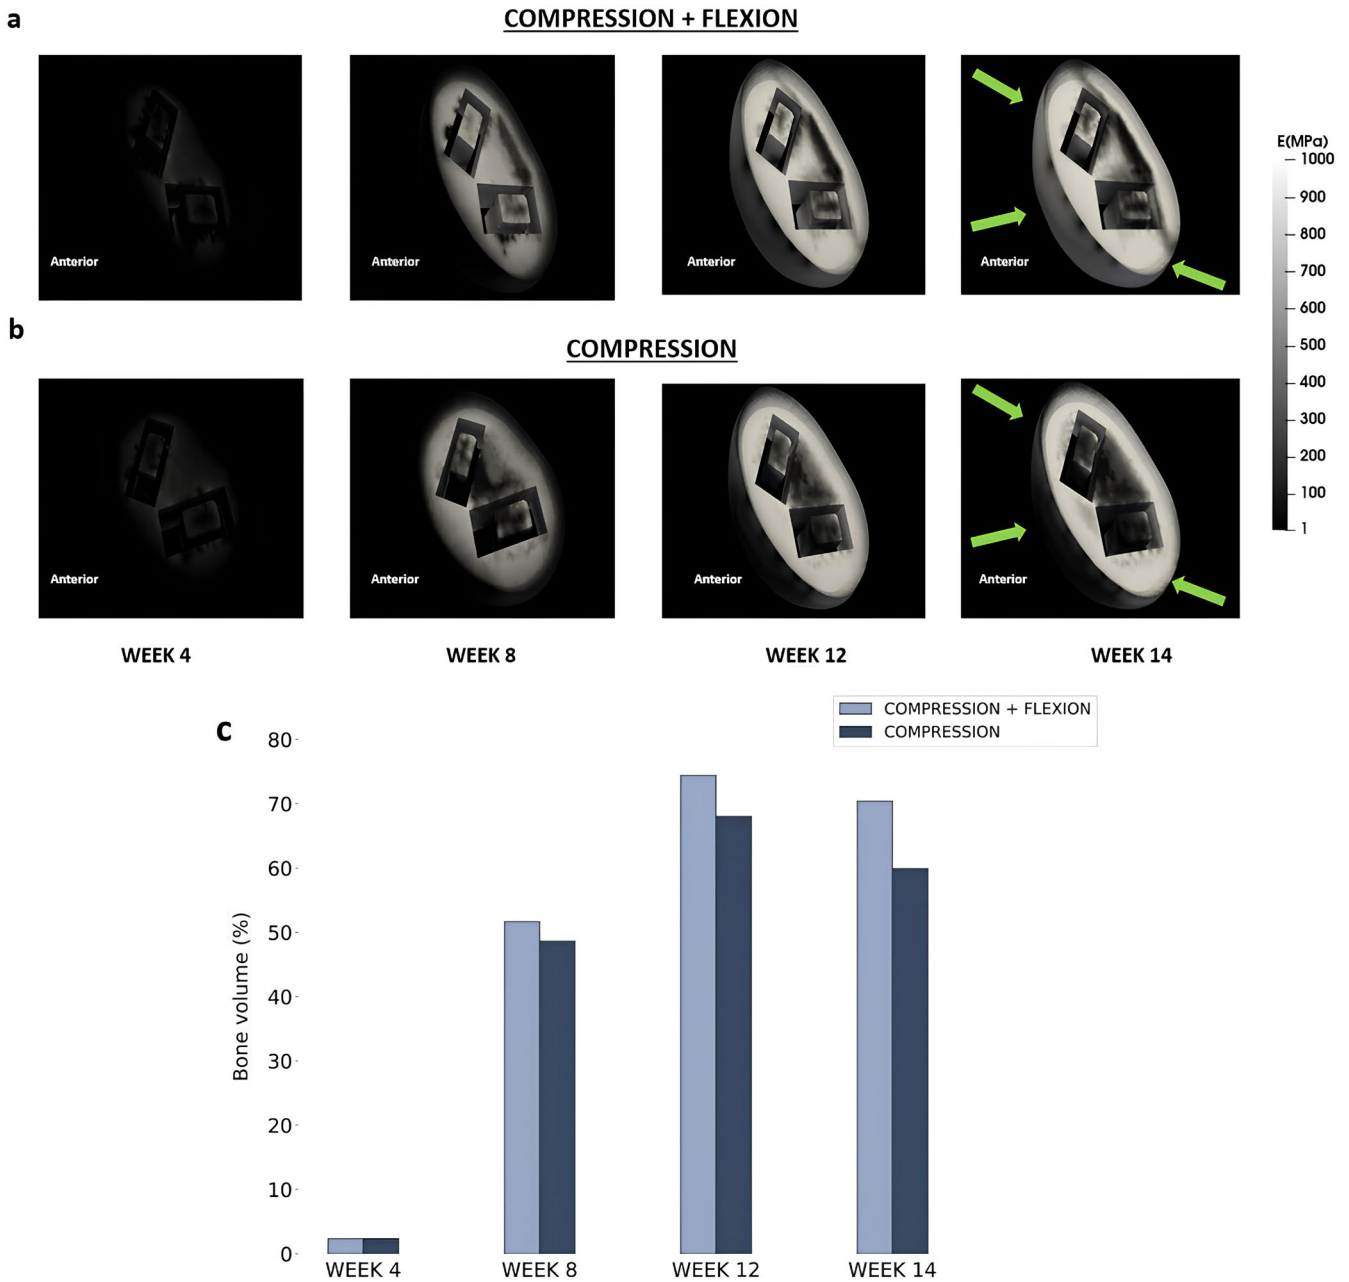 a
COMPRESSION + FLEXION
Anterior
Anterior
Anterior
Anterior
E(MPa)
1000
900
800
700
600
500
400
300
200
100
1
b
COMPRESSION
Anterior
Anterior
Anterior
Anterior
WEEK 4
WEEK 8
WEEK 12
WEEK 14
c
COMPRESSION + FLEXION
COMPRESSION
Bone volume (%)
80
70
60
50
40
30
20
10
0
WEEK 4
WEEK 8
WEEK 12
WEEK 14